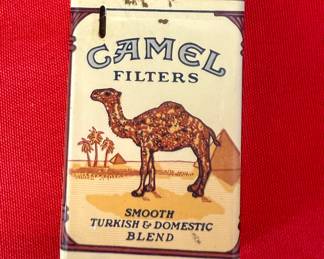 CAMEL
FILTERS
SMOOTH
TURKISH & DOMESTIC
BLEND